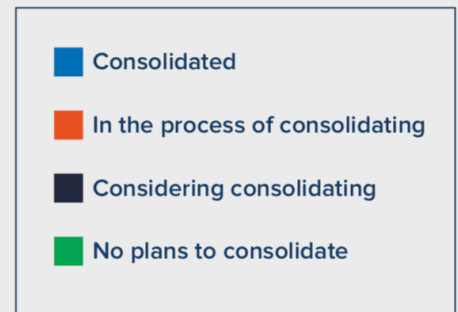 Consolidated
In the process of consolidating
Considering consolidating
No plans to consolidate